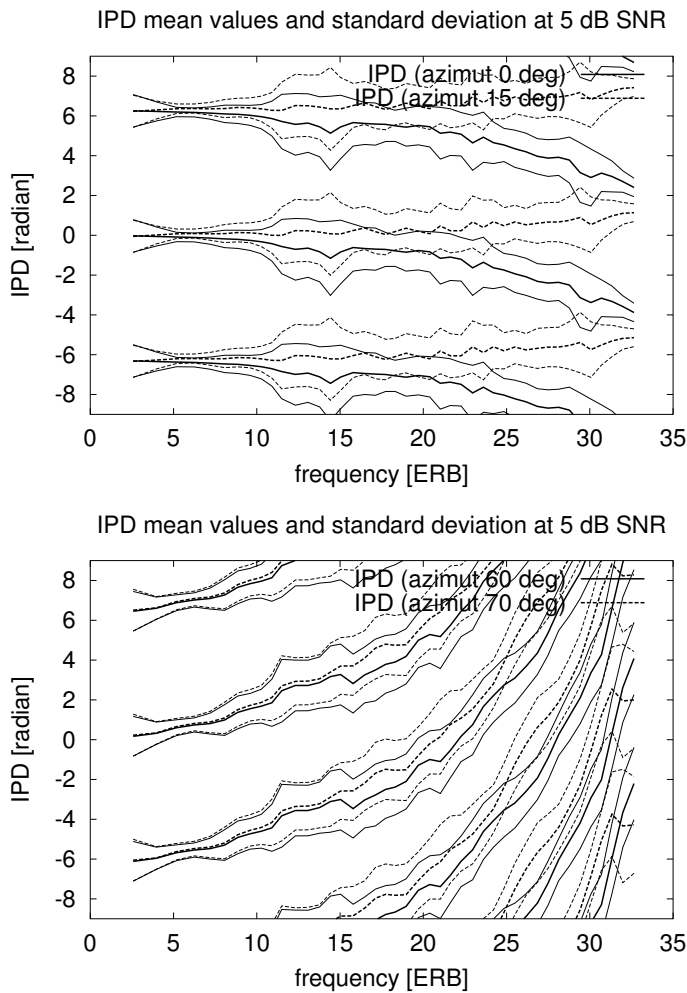 IPD mean values and standard deviation at 5 dB SNR
IPD (azimut 0 deg)
IPD (azimut 15 deg)
8
6
4
2
0
-2
-4
-6
-8
IPD [radian]
0 5 10 15 20 25 30 35
frequency [ERB]
IPD mean values and standard deviation at 5 dB SNR
IPD (azimut 60 deg)
IPD (azimut 70 deg)
8
6
4
2
0
-2
-4
-6
-8
IPD [radian]
0 5 10 15 20 25 30 35
frequency [ERB]